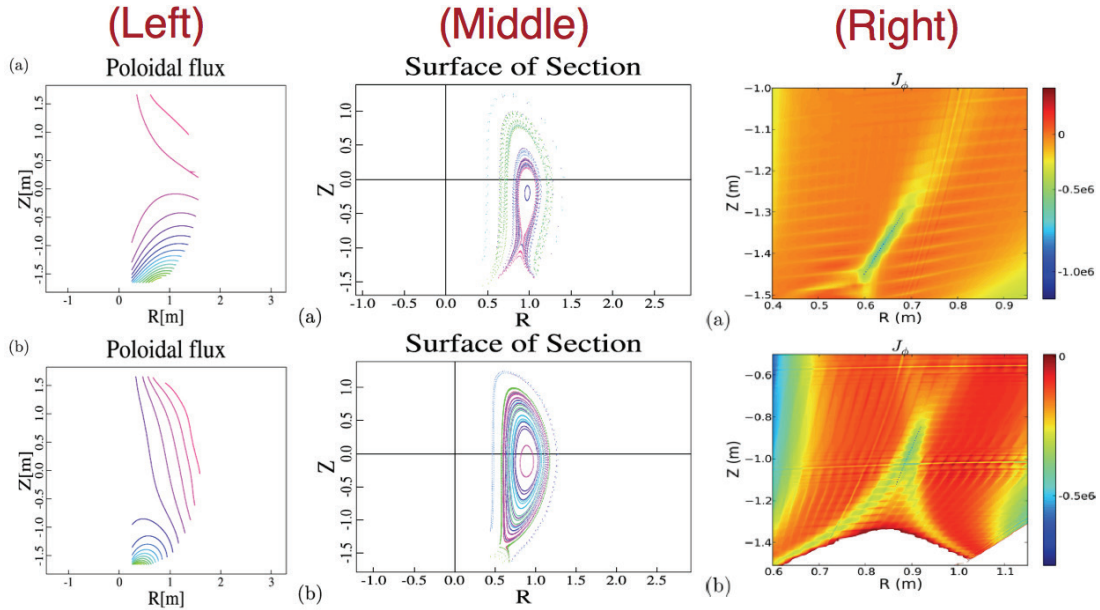 (Left)
(Middle)
(Right)
(a)
Poloidal flux
Z[m]
1.5
1.0
0.5
0.0
-0.5
-1.0
-1.5
-1
0
1
2
3
R[m]
Surface of Section
Z
1.0
0.5
0.0
-0.5
-1.0
-1.5
-1.0
-0.5
0.0
0.5
1.0
1.5
2.0
2.5
(a)
R
Jϕ
Z (m)
−1.0
−1.1
−1.2
−1.3
−1.4
−1.5
0.4
0.5
0.6
0.7
0.8
0.9
R (m)
(a)
0
-0.5e6
-1.0e6
(b)
Poloidal flux
Z[m]
1.5
1.0
0.5
0.0
-0.5
-1.0
-1.5
-1
0
1
2
3
R[m]
Surface of Section
Z
1.0
0.5
0.0
-0.5
-1.0
-1.5
-1.0
-0.5
0.0
0.5
1.0
1.5
2.0
2.5
(b)
R
Jϕ
Z (m)
−0.6
−0.8
−1.0
−1.2
−1.4
0.6
0.7
0.8
0.9
1.0
1.1
R (m)
(b)
0
-0.5e6